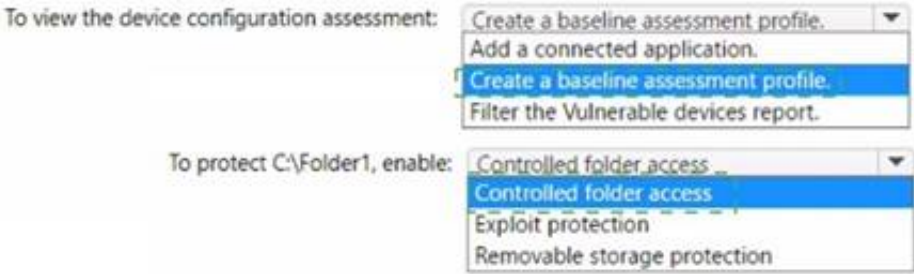 To view the device configuration assessment: Create a baseline assessment profile.
Add a connected application.
Create a baseline assessment profile.
Filter the Vulnerable devices report.
To protect C:\Folder1, enable: Controlled folder access
Controlled folder access
Exploit protection
Removable storage protection